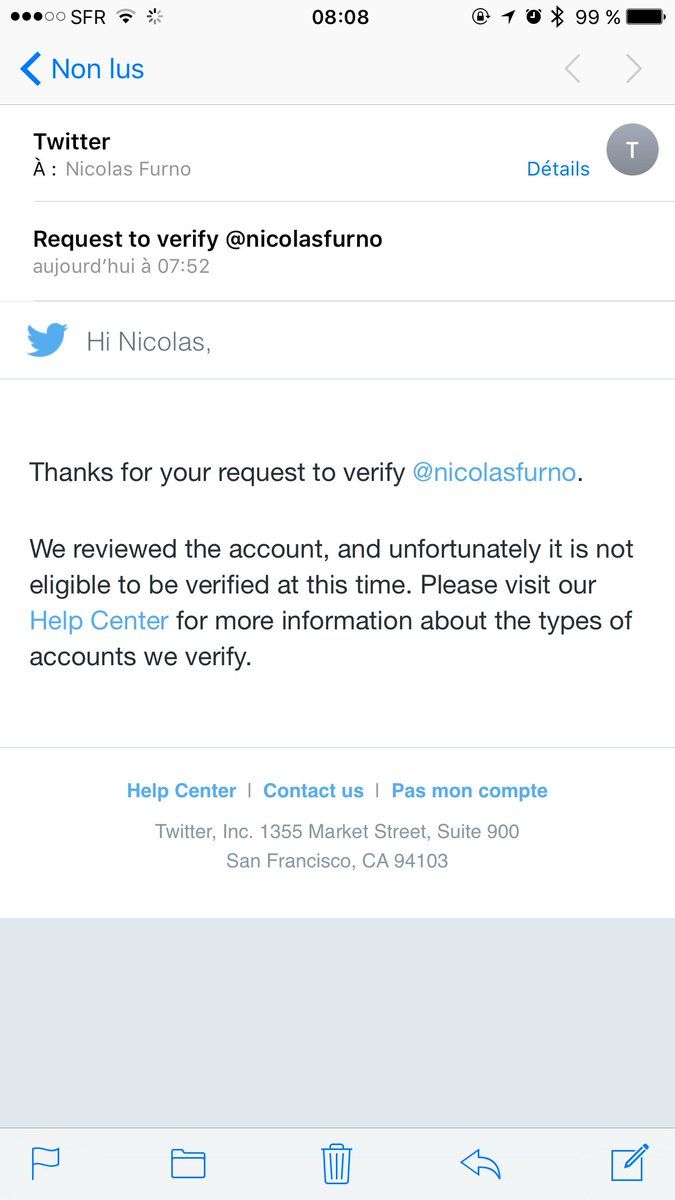 SFR 08:08 99 %
Non lus
Twitter
À : Nicolas Furno
Détails
T
Request to verify @nicolasfurno
aujourd’hui à 07:52
Hi Nicolas,
Thanks for your request to verify @nicolasfurno.
We reviewed the account, and unfortunately it is not
eligible to be verified at this time. Please visit our
Help Center for more information about the types of
accounts we verify.
Help Center | Contact us | Pas mon compte
Twitter, Inc. 1355 Market Street, Suite 900
San Francisco, CA 94103